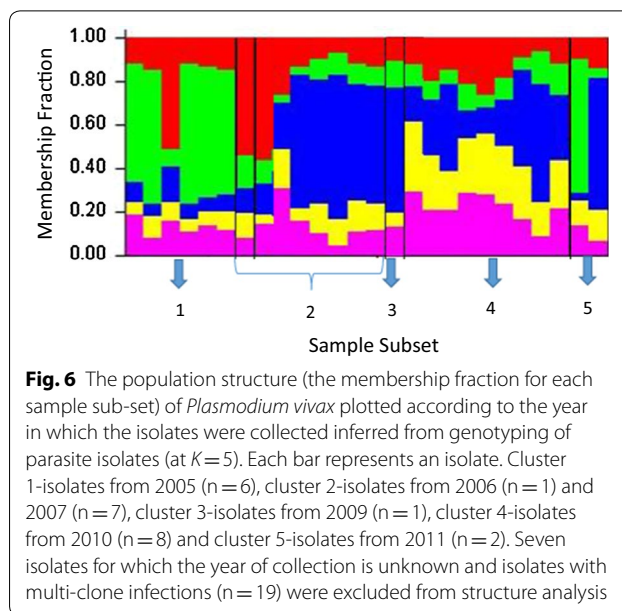 1.00
0.80
0.60
0.40
0.20
0.00
Membership Fraction
1 2 3 4 5
Sample Subset
Fig. 6 The population structure (the membership fraction for each
sample sub-set) of Plasmodium vivax plotted according to the year
in which the isolates were collected inferred from genotyping of
parasite isolates (at K=5). Each bar represents an isolate. Cluster
1-isolates from 2005 (n=6), cluster 2-isolates from 2006 (n=1) and
2007 (n=7), cluster 3-isolates from 2009 (n=1), cluster 4-isolates
from 2010 (n=8) and cluster 5-isolates from 2011 (n=2). Seven
isolates for which the year of collection is unknown and isolates with
multi-clone infections (n=19) were excluded from structure analysis